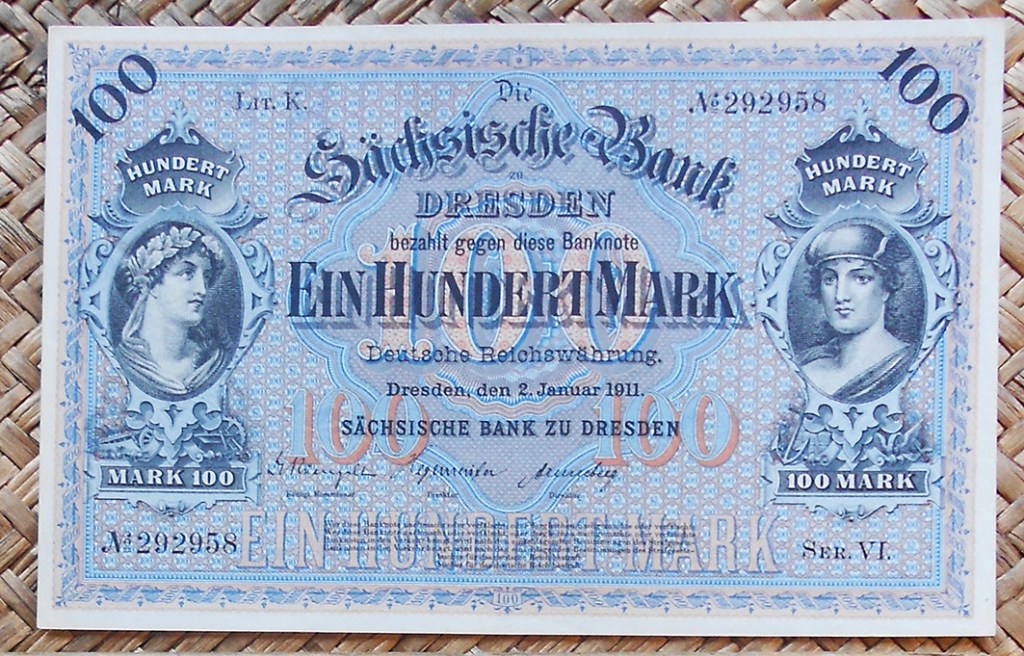 100
100
LIT. K.
Die
№ 292958
Sächsische Bank
HUNDERT
MARK
HUNDERT
MARK
zu
DRESDEN
bezahlt gegen diese Banknote
100
EIN HUNDERT MARK
Deutsche Reichswährung.
Dresden, den 2. Januar 1911.
100
100
SÄCHSISCHE BANK ZU DRESDEN
MARK 100
100 MARK
№ 292958
EIN HUNDERT MARK
SER. VI.
100